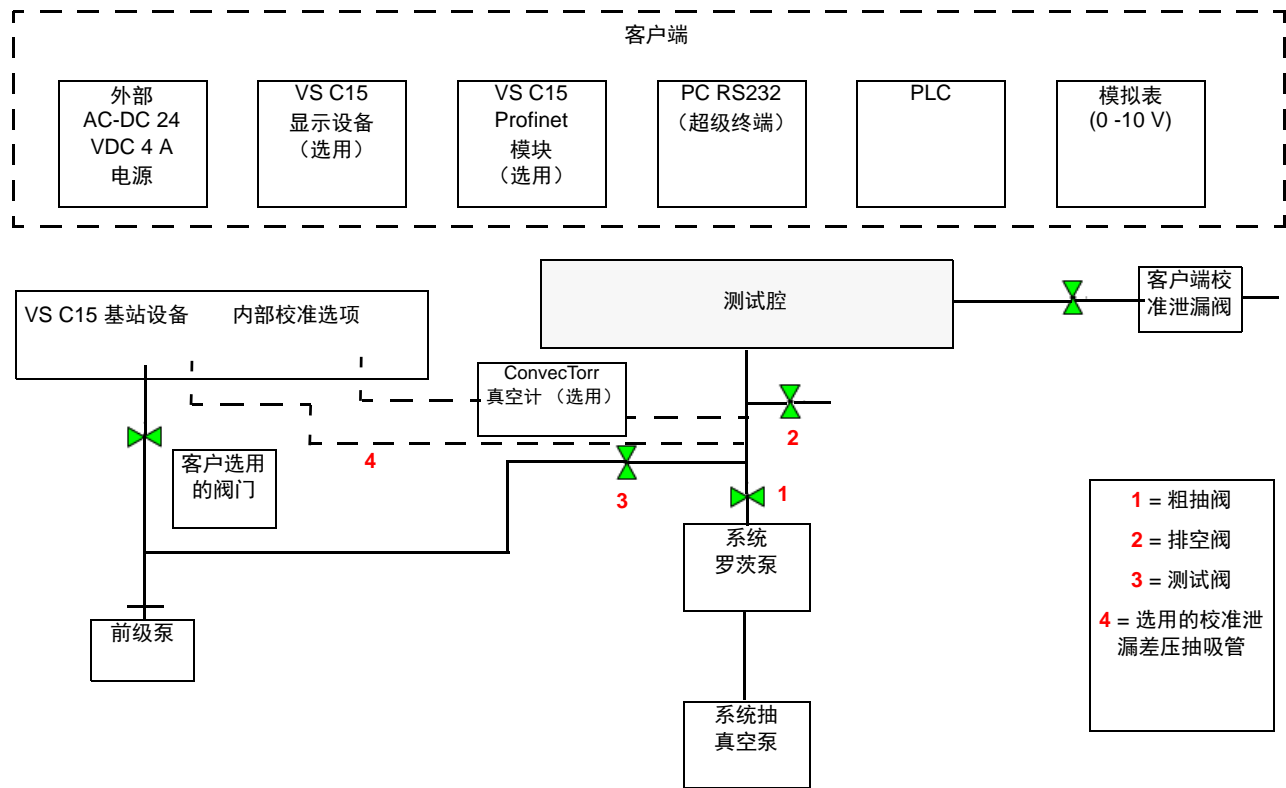 客户端
外部
AC-DC 24
VDC 4 A
电源
VS C15
显示设备
（选用）
VS C15
Profinet
模块
（选用）
PC RS232
（超级终端）
PLC
模拟表
(0 -10 V)
VS C15 基站设备 内部校准选项
测试腔
客户端校
准泄漏阀
ConvecTorr
真空计 （选用）
2
4
客户选用
的阀门
3
1
系统
罗茨泵
前级泵
系统抽
真空泵
1 = 粗抽阀
2 = 排空阀
3 = 测试阀
4 = 选用的校准泄
漏差压抽吸管